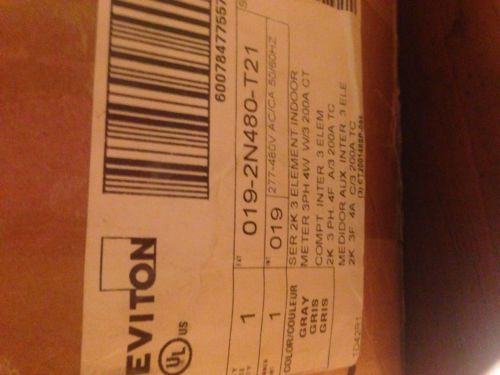 60078477557
019-2N480-T21
019 277-480V AC/CA 50/60HZ
SER 2K 3 ELEMENT INDOOR
METER 3PH 4W W/3 200A CT
COMPT INTER. 3 ELEM
2K 3 PH. 4F A/3 200A TC
MEDIDOR AUX INTER. 3 ELE
2K 3F. 4A C/3 200A TC
EVITON
UL US
1
1
COLOR/COULEUR
GRAY
GRIS
GRIS